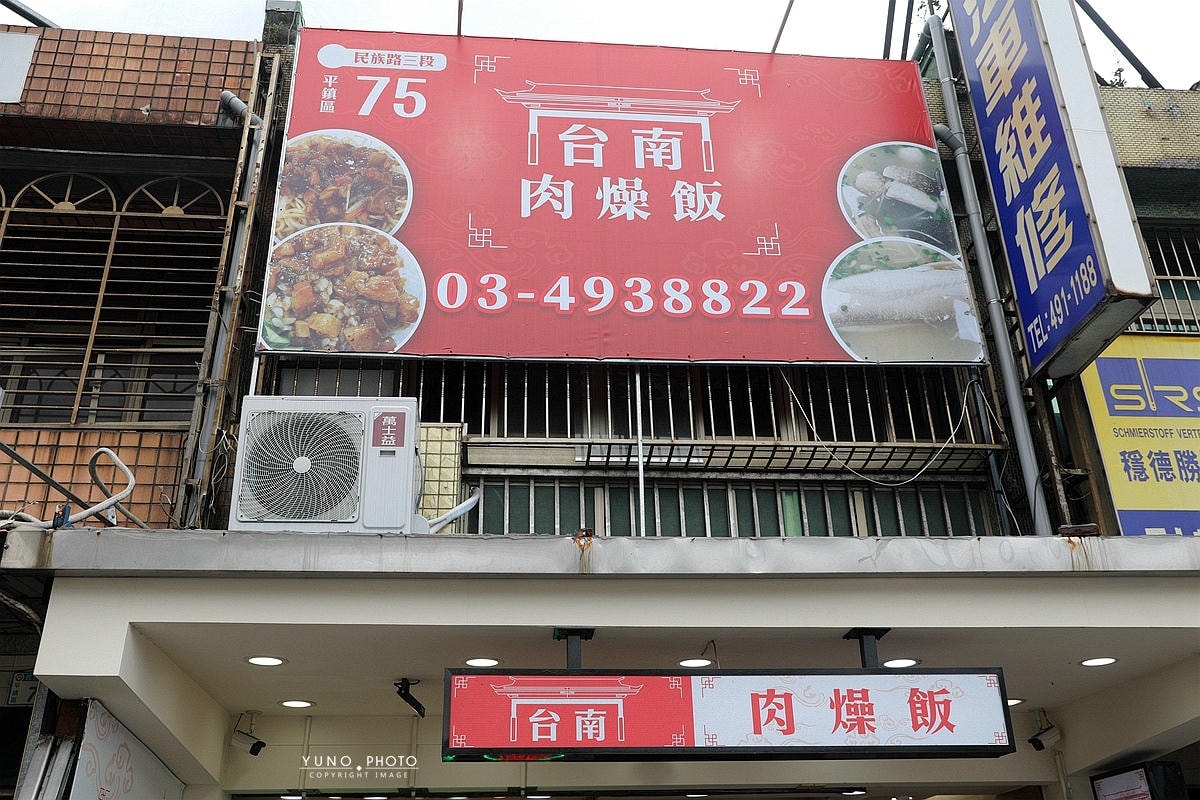 民族路三段
平鎮區
75
台南
肉燥飯
03-4938822
車維修
TEL:491-1188
SCHMIERSTOFF VERT
穩德勝
萬士益
台南
肉燥飯
YUNO PHOTO
COPYRIGHT IMAGE